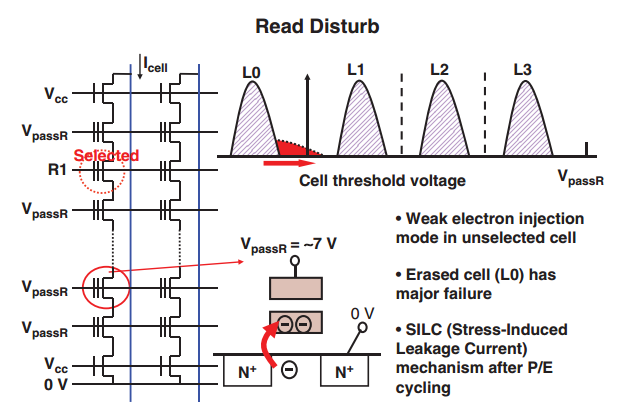 Read Disturb
Icell
Vcc
VpassR
Selected
R1
VpassR
VpassR
VpassR
Vcc
0 V
L0
L1
L2
L3
Cell threshold voltage
VpassR
VpassR = ~7 V
0 V
N+
N+
• Weak electron injection
mode in unselected cell
• Erased cell (L0) has
major failure
• SILC (Stress-Induced
Leakage Current)
mechanism after P/E
cycling